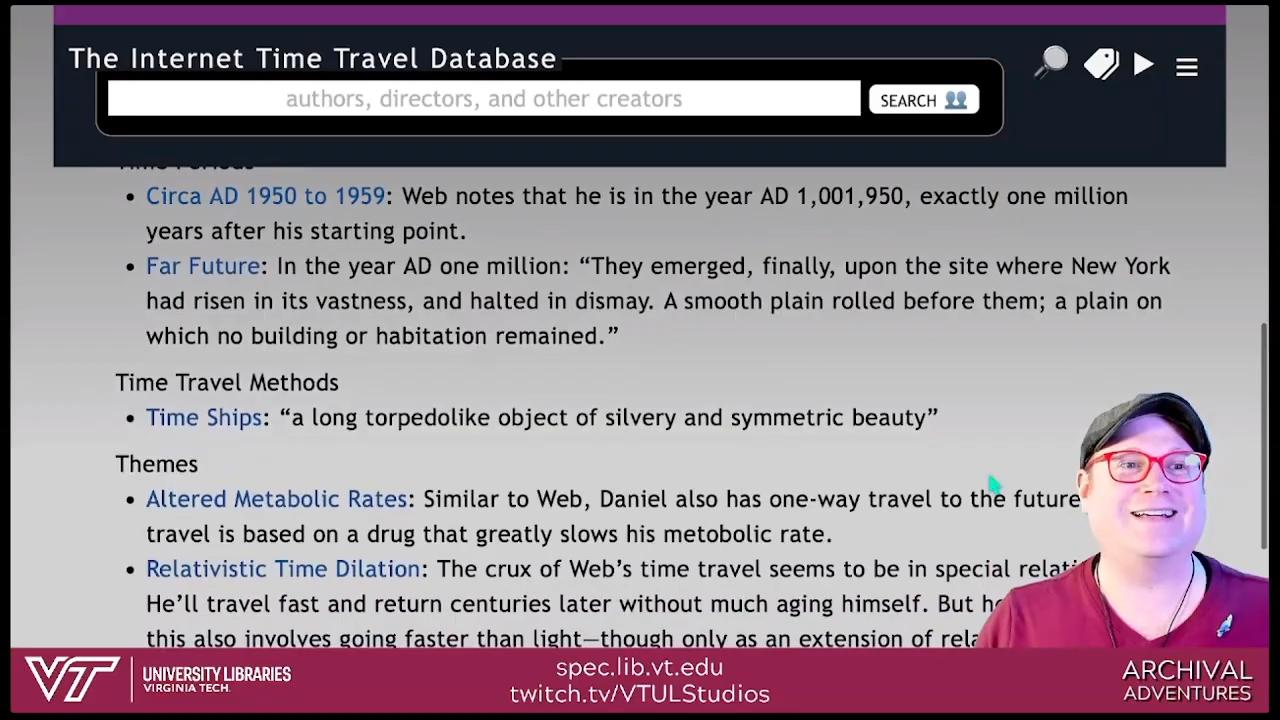 The Internet Time Travel Database
authors, directors, and other creators
SEARCH
• Circa AD 1950 to 1959: Web notes that he is in the year AD 1,001,950, exactly one million
years after his starting point.
• Far Future: In the year AD one million: “They emerged, finally, upon the site where New York
had risen in its vastness, and halted in dismay. A smooth plain rolled before them; a plain on
which no building or habitation remained.”
Time Travel Methods
• Time Ships: “a long torpedolike object of silvery and symmetric beauty”
Themes
• Altered Metabolic Rates: Similar to Web, Daniel also has one-way travel to the future
travel is based on a drug that greatly slows his metobolic rate.
• Relativistic Time Dilation: The crux of Web’s time travel seems to be in special
He’ll travel fast and return centuries later without much aging himself. But
this also involves going faster than light—though only as an extension of
VT
UNIVERSITY LIBRARIES
VIRGINIA TECH.
spec.lib.vt.edu
twitch.tv/VTULStudios
ARCHIVAL
ADVENTURES